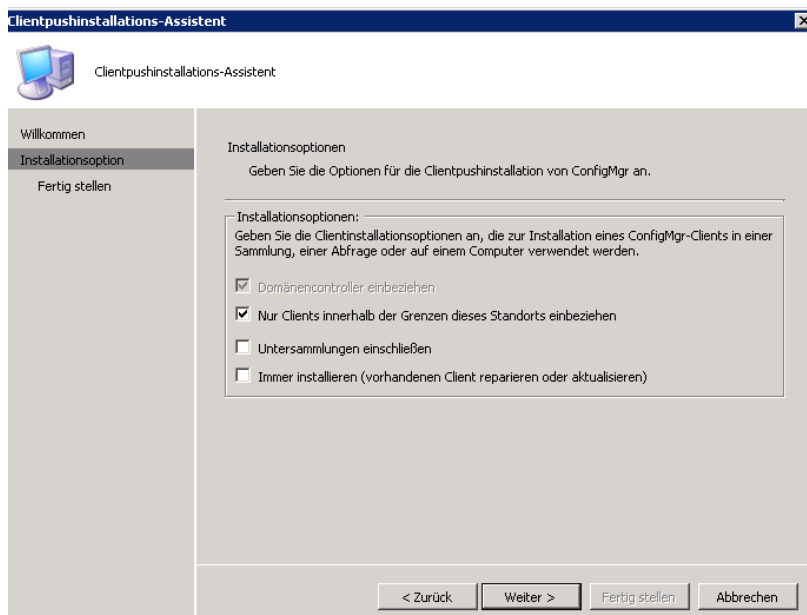 Clientpushinstallations-Assistent
Clientpushinstallations-Assistent
Willkommen
Installationsoption
Fertig stellen
Installationsoptionen
Geben Sie die Optionen für die Clientpushinstallation von ConfigMgr an.
Installationsoptionen:
Geben Sie die Clientinstallationsoptionen an, die zur Installation eines ConfigMgr-Clients in einer
Sammlung, einer Abfrage oder auf einem Computer verwendet werden.
Domänencontroller einbeziehen
Nur Clients innerhalb der Grenzen dieses Standorts einbeziehen
Untersammlungen einschließen
Immer installieren (vorhandenen Client reparieren oder aktualisieren)
< Zurück
Weiter >
Fertig stellen
Abbrechen